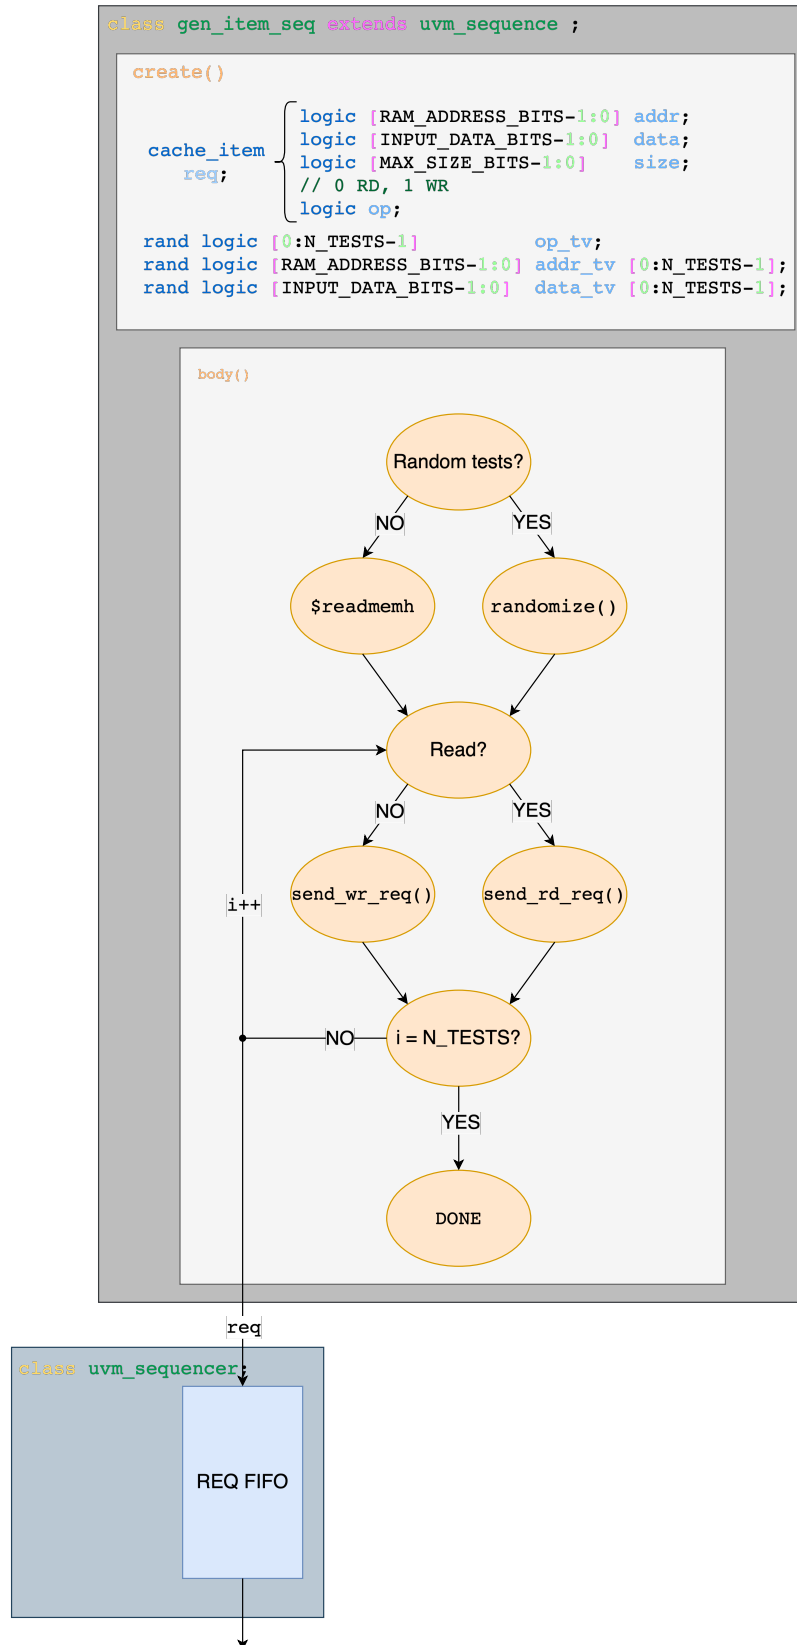 class gen_item_seq extends uvm_sequence ;
create()
cache_item
req;
logic [RAM_ADDRESS_BITS-1:0] addr;
logic [INPUT_DATA_BITS-1:0] data;
logic [MAX_SIZE_BITS-1:0] size;
// 0 RD, 1 WR
logic op;
rand logic [0:N_TESTS-1] op_tv;
rand logic [RAM_ADDRESS_BITS-1:0] addr_tv [0:N_TESTS-1];
rand logic [INPUT_DATA_BITS-1:0] data_tv [0:N_TESTS-1];
body()
Random tests?
NO
YES
$readmemh
randomize()
Read?
NO
YES
send_wr_req()
send_rd_req()
i++
i = N_TESTS?
NO
YES
DONE
req
class uvm_sequencer;
REQ FIFO